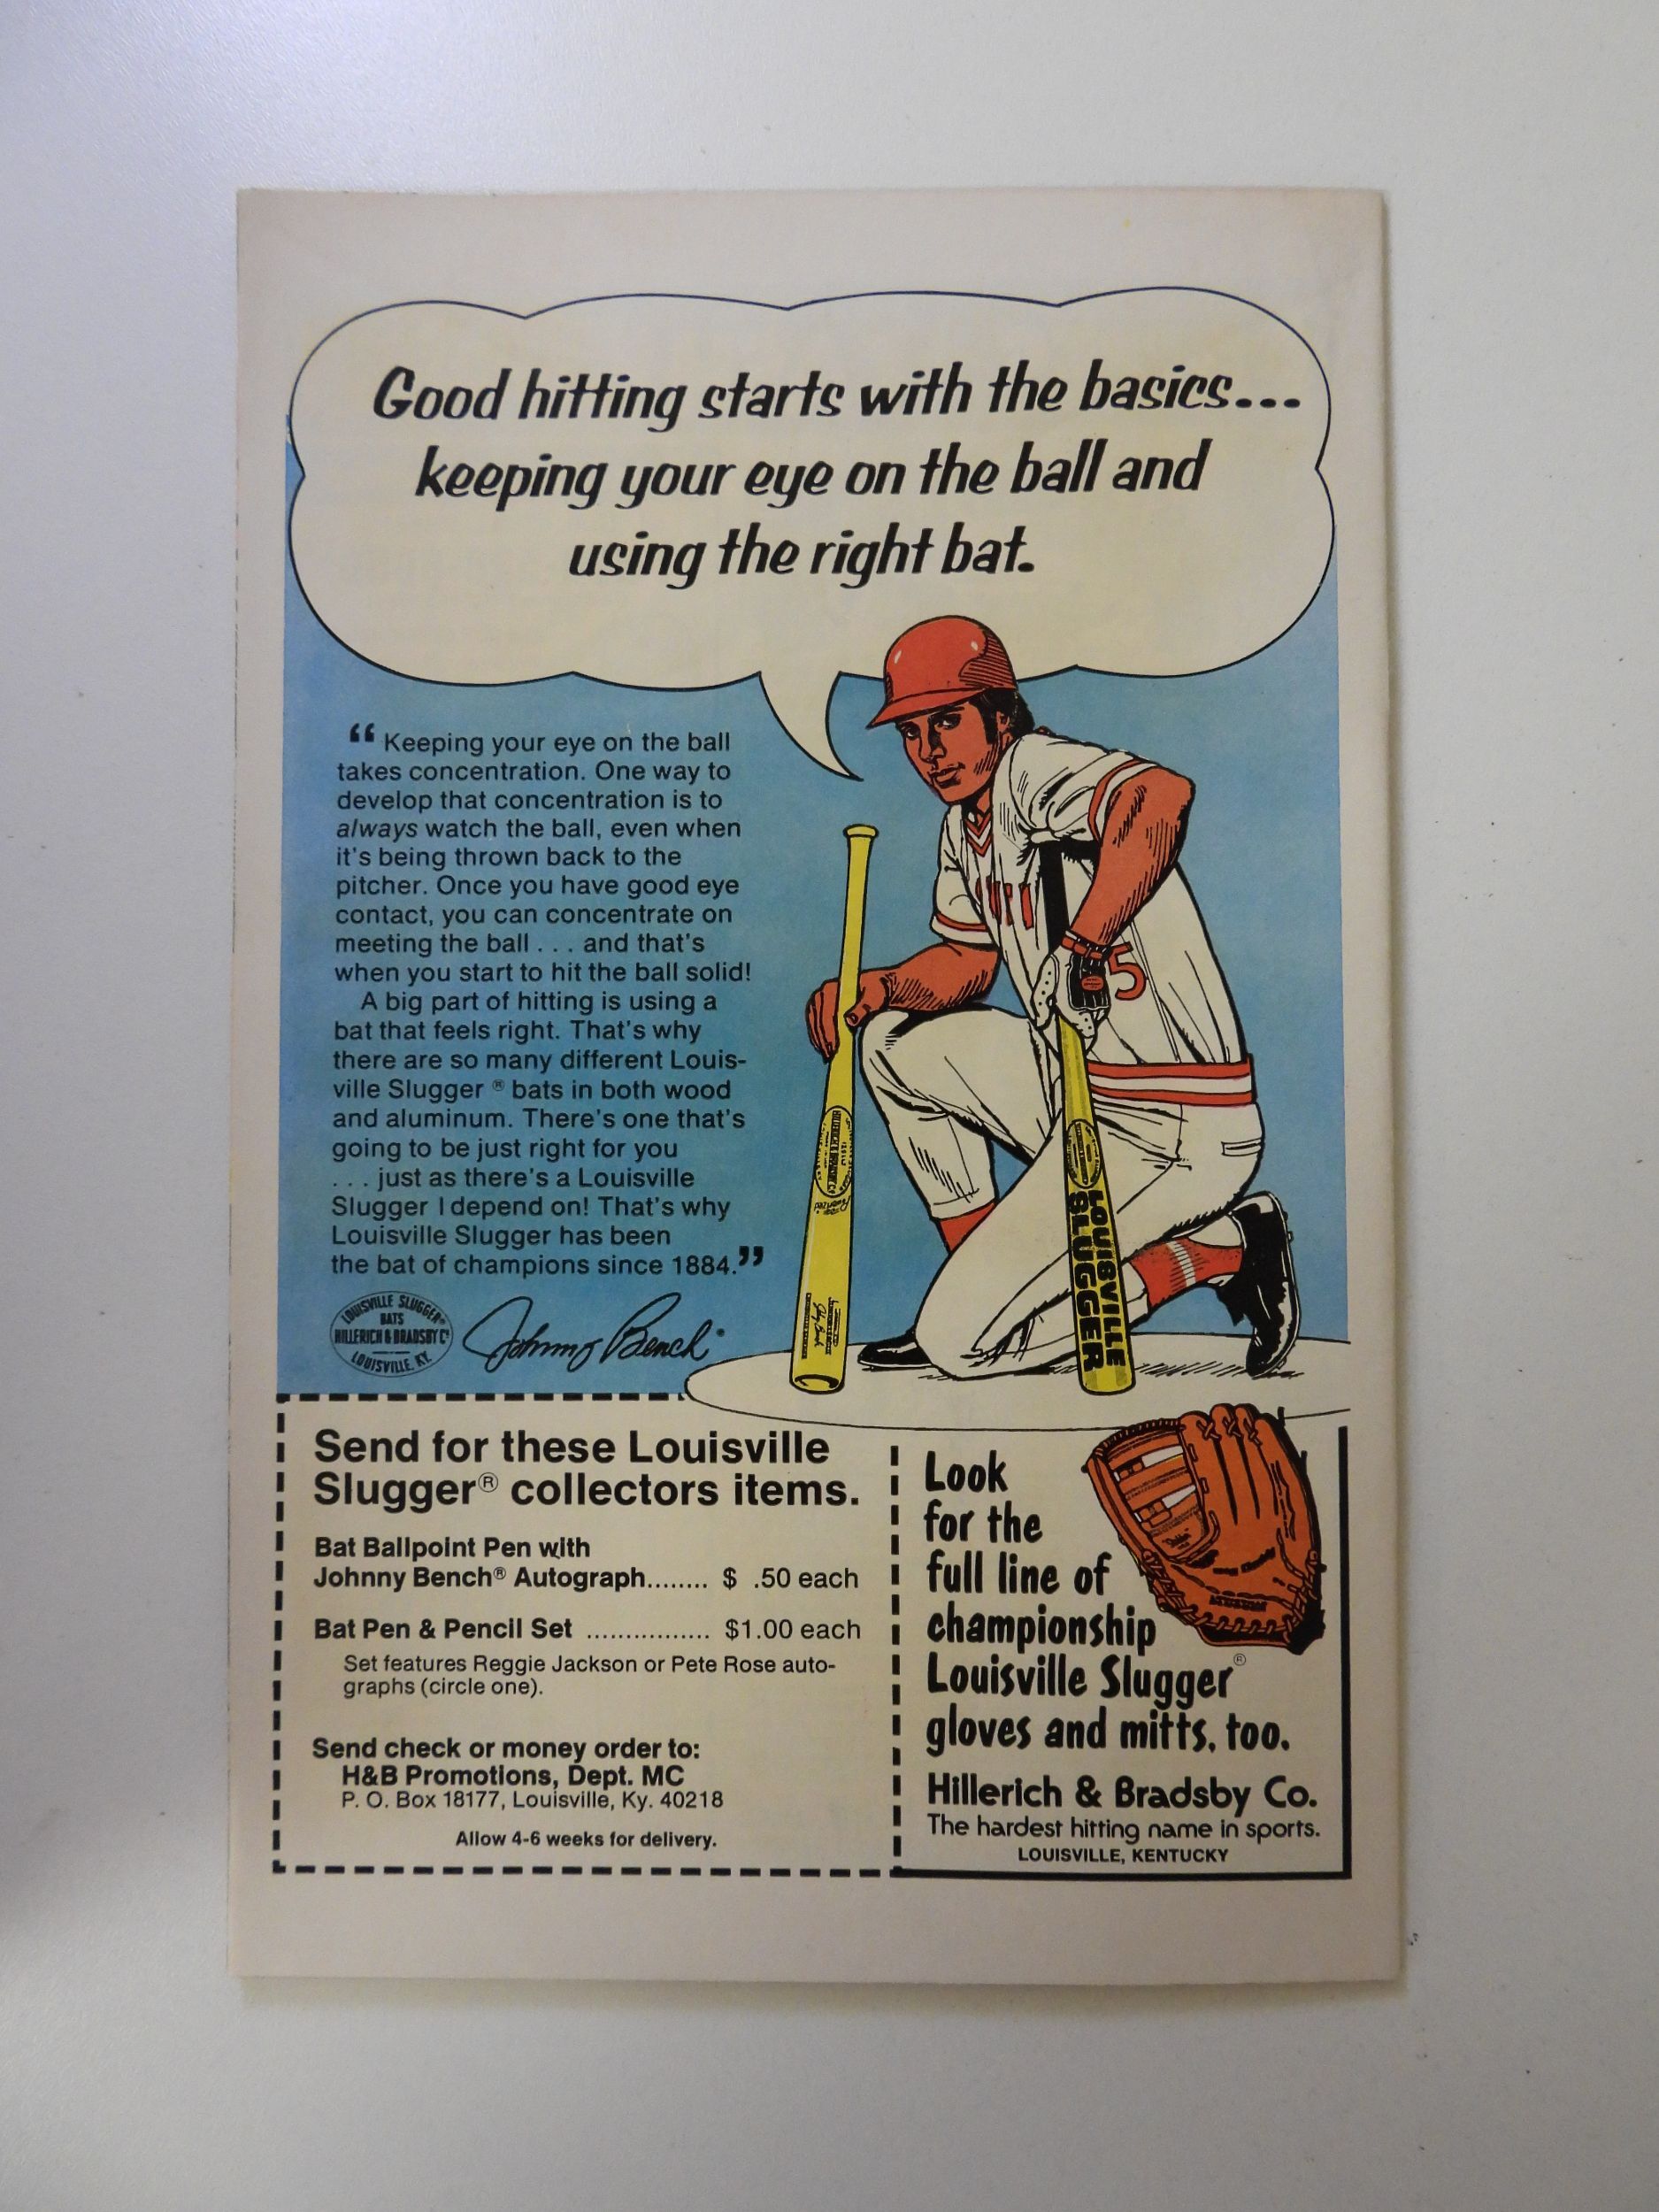 Good hitting starts with the basics...
keeping your eye on the ball and
using the right bat.
“ Keeping your eye on the ball
takes concentration. One way to
develop that concentration is to
always watch the ball, even when
it's being thrown back to the
pitcher. Once you have good eye
contact, you can concentrate on
meeting the ball . . . and that's
when you start to hit the ball solid!
A big part of hitting is using a
bat that feels right. That's why
there are so many different Louis-
ville Slugger ® bats in both wood
and aluminum. There's one that's
going to be just right for you
. . . just as there's a Louisville
Slugger I depend on! That's why
Louisville Slugger has been
the bat of champions since 1884.”
LOUISVILLE SLUGGER®
BATS
HILLERICH & BRADSBY Co
LOUISVILLE, KY.
Johnny Bench
5
HILLERICH & BRADSBY Co
LOUISVILLE
SLUGGER
Send for these Louisville
Slugger® collectors items.
Bat Ballpoint Pen with
Johnny Bench® Autograph........ $ .50 each
Bat Pen & Pencil Set ................ $1.00 each
Set features Reggie Jackson or Pete Rose auto-
graphs (circle one).
Send check or money order to:
H&B Promotions, Dept. MC
P. O. Box 18177, Louisville, Ky. 40218
Allow 4-6 weeks for delivery.
Look
for the
full line of
championship
Louisville Slugger®
gloves and mitts, too.
Hillerich & Bradsby Co.
The hardest hitting name in sports.
LOUISVILLE, KENTUCKY